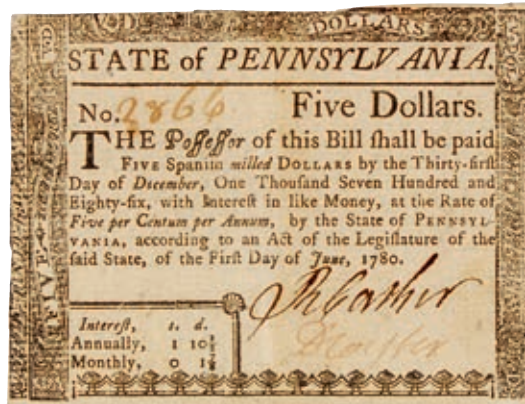 DOLLARS
STATE of PENNSYLVANIA.
No. 2866 Five Dollars.
THE Poſſeſſor of this Bill ſhall be paid
FIVE Spaniſh milled DOLLARS by the Thirty-firſt
Day of December, One Thouſand Seven Hundred and
Eighty-ſix, with Intereſt in like Money, at the Rate of
Five per Centum per Annum, by the State of PENNSYL-
VANIA, according to an Act of the Legiſlature of the
ſaid State, of the Firſt Day of June, 1780.
Intereſt, s. d.
Annually, 1 10½
Monthly, 0 1⅞
FIVE